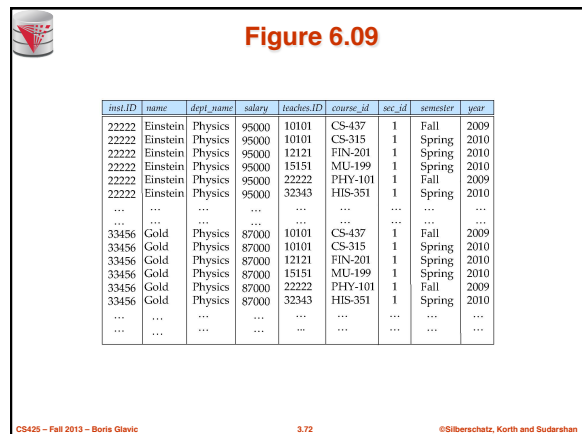 Figure 6.09
inst.ID name dept_name salary teaches.ID course_id sec_id semester year
22222 Einstein Physics 95000 10101 CS-437 1 Fall 2009
22222 Einstein Physics 95000 10101 CS-315 1 Spring 2010
22222 Einstein Physics 95000 12121 FIN-201 1 Spring 2010
22222 Einstein Physics 95000 15151 MU-199 1 Spring 2010
22222 Einstein Physics 95000 22222 PHY-101 1 Fall 2009
22222 Einstein Physics 95000 32343 HIS-351 1 Spring 2010
... ... ... ... ... ... ... ... ...
... ... ... ... ... ... ... ... ...
33456 Gold Physics 87000 10101 CS-437 1 Fall 2009
33456 Gold Physics 87000 10101 CS-315 1 Spring 2010
33456 Gold Physics 87000 12121 FIN-201 1 Spring 2010
33456 Gold Physics 87000 15151 MU-199 1 Spring 2010
33456 Gold Physics 87000 22222 PHY-101 1 Fall 2009
33456 Gold Physics 87000 32343 HIS-351 1 Spring 2010
... ... ... ... ... ... ... ... ...
... ... ... ... ... ... ... ... ...
CS425 – Fall 2013 – Boris Glavic 3.72 ©Silberschatz, Korth and Sudarshan